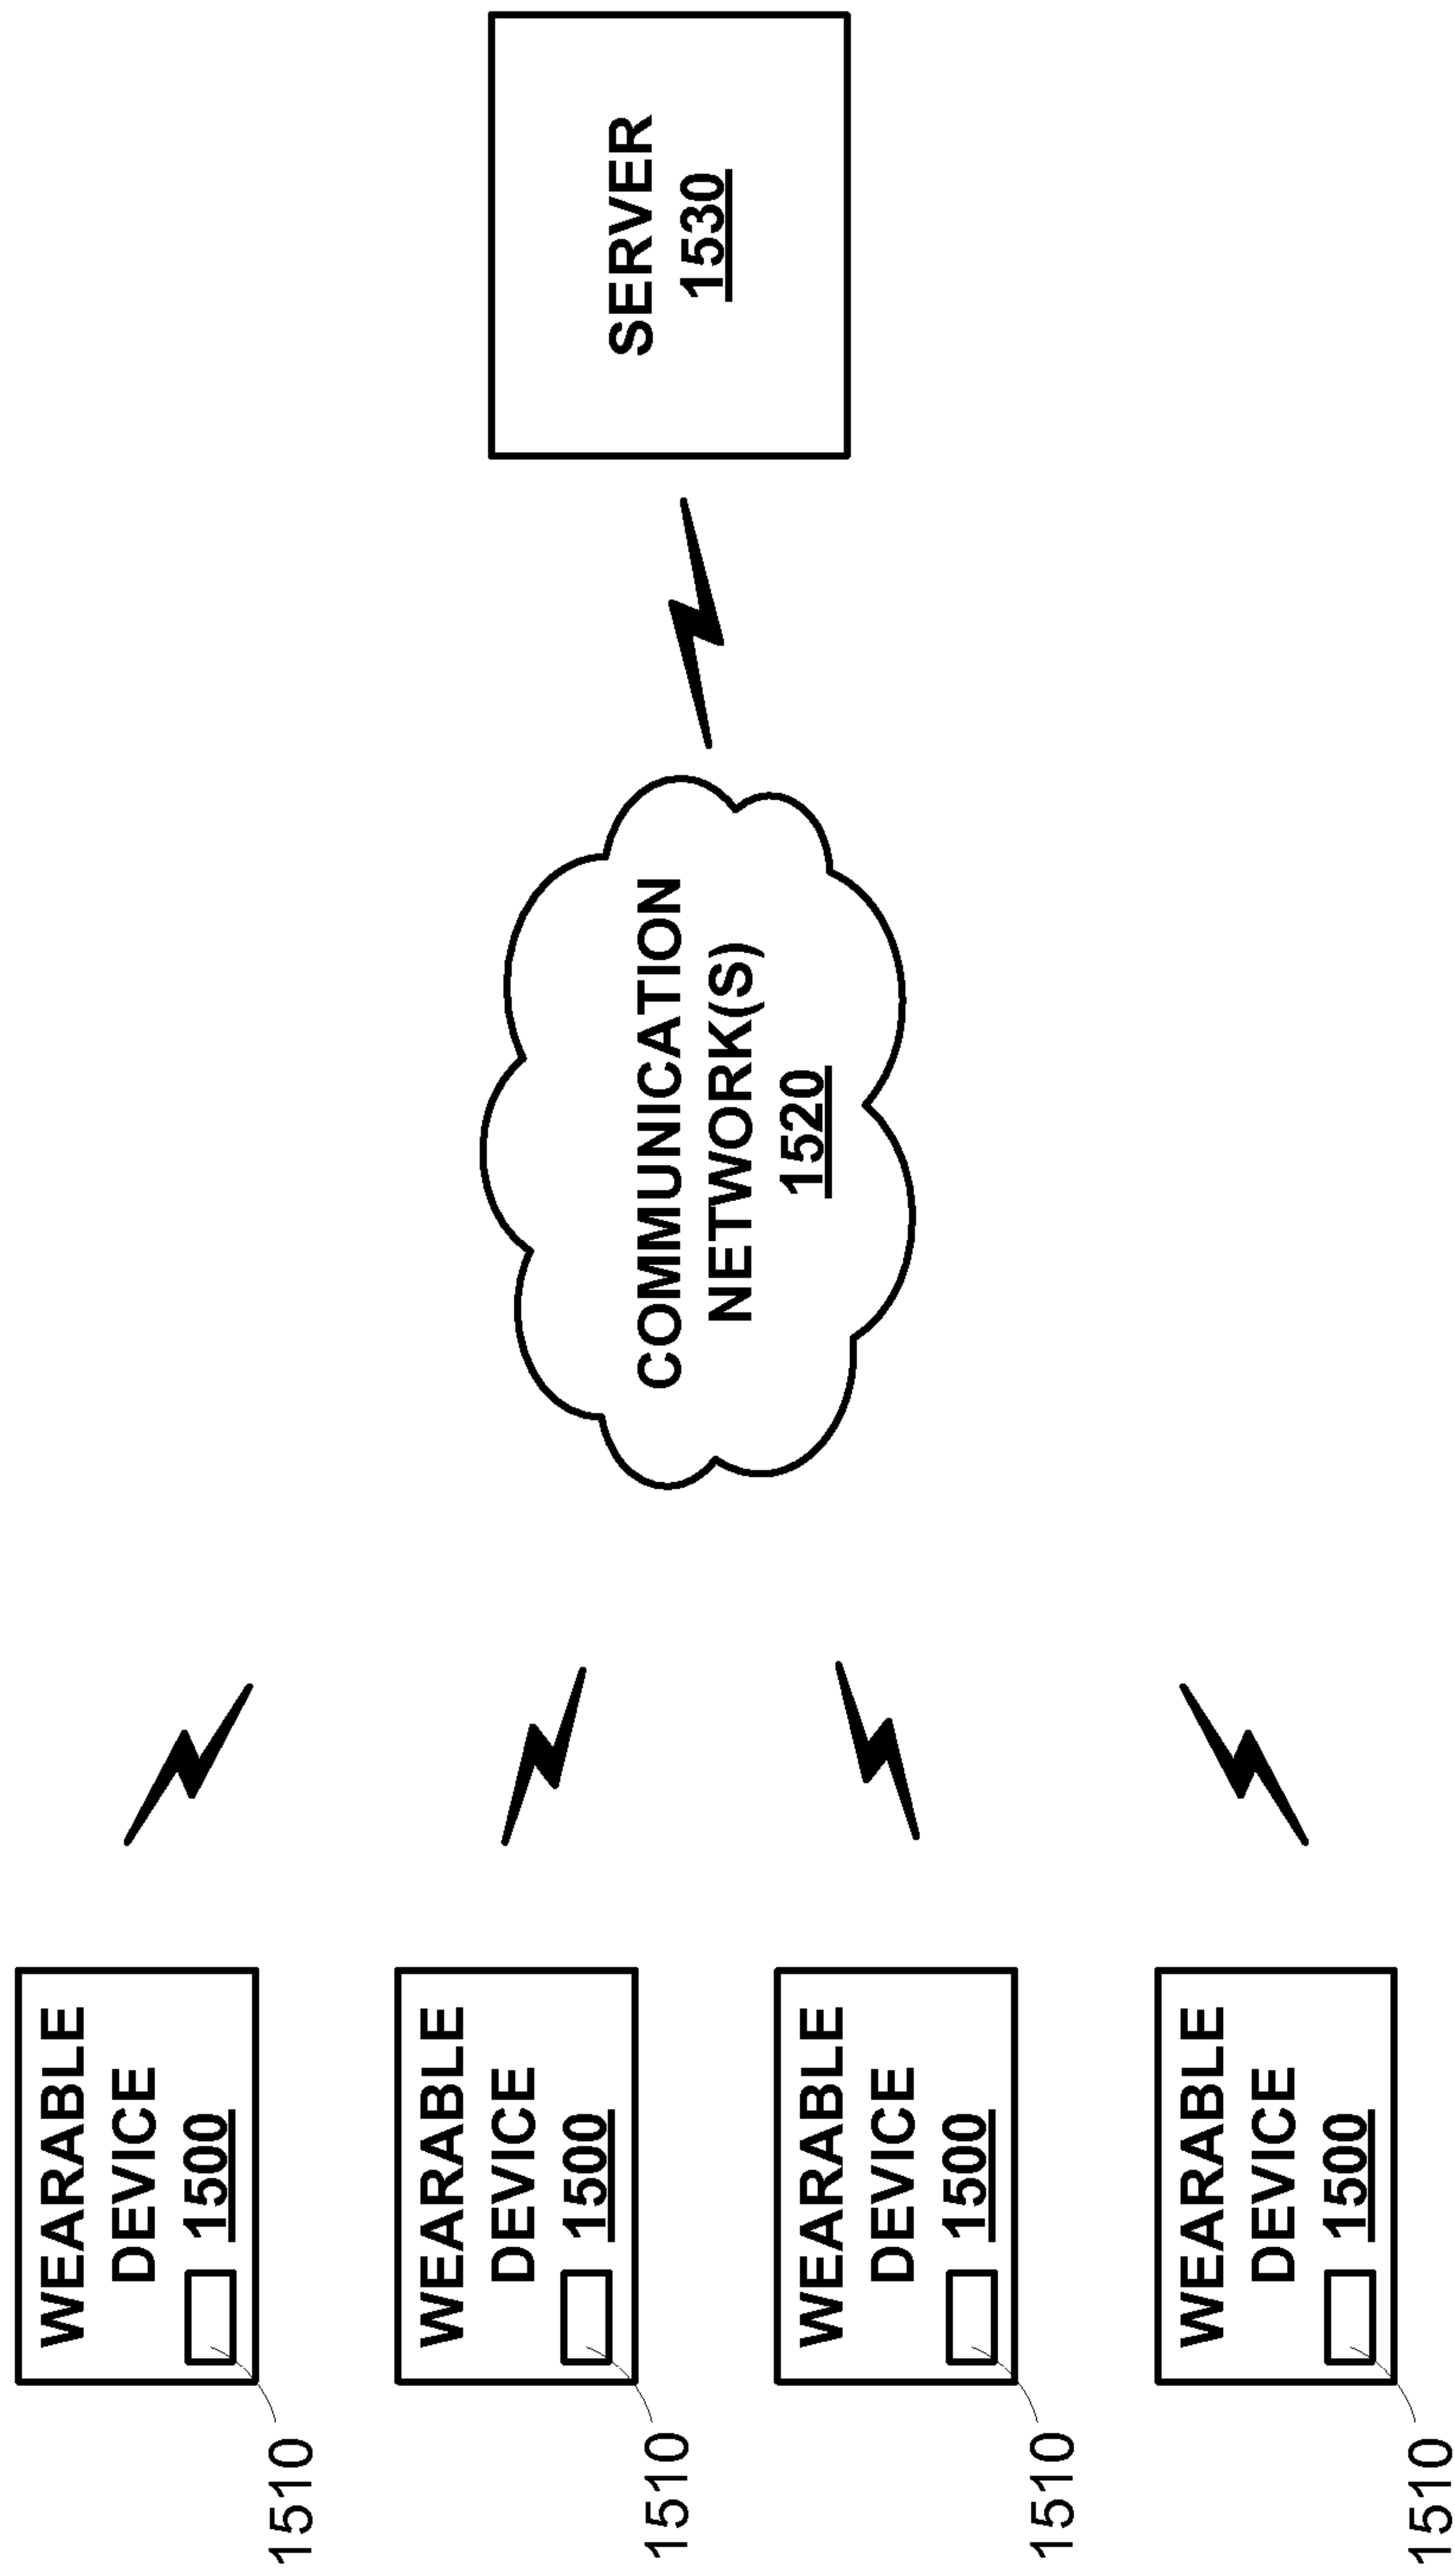 WEARABLE
DEVICE
1500
1510
WEARABLE
DEVICE
1500
1510
WEARABLE
DEVICE
1500
1510
WEARABLE
DEVICE
1500
1510
COMMUNICATION
NETWORK(S)
1520
SERVER
1530